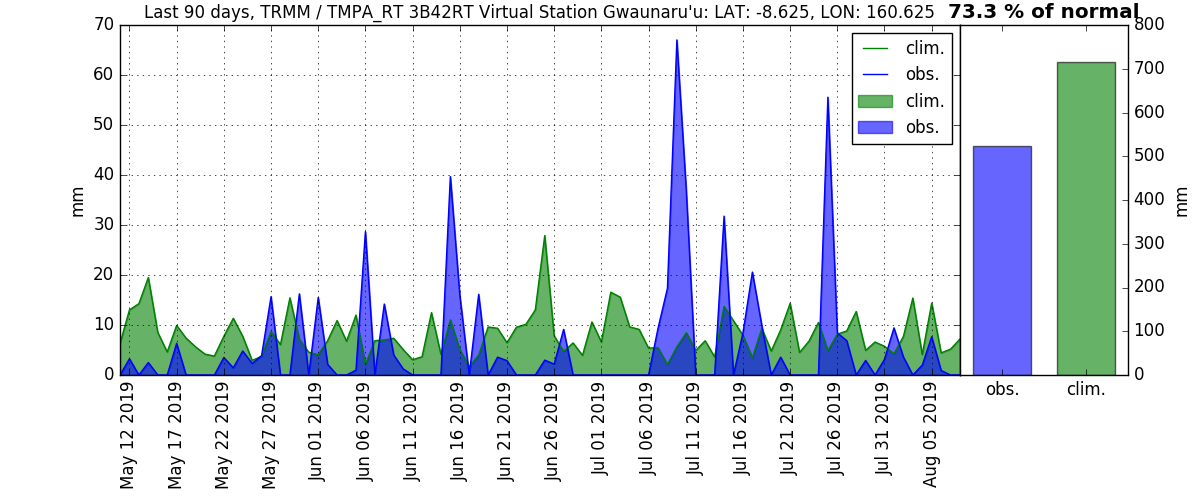 Last 90 days, TRMM / TMPA_RT 3B42RT Virtual Station Gwaunaru'u: LAT: -8.625, LON: 160.625
73.3 % of normal
70
60
50
40
30
20
10
0
mm
clim.
obs.
clim.
obs.
May 12 2019
May 17 2019
May 22 2019
May 27 2019
Jun 01 2019
Jun 06 2019
Jun 11 2019
Jun 16 2019
Jun 21 2019
Jun 26 2019
Jul 01 2019
Jul 06 2019
Jul 11 2019
Jul 16 2019
Jul 21 2019
Jul 26 2019
Jul 31 2019
Aug 05 2019
800
700
600
500
400
300
200
100
0
mm
obs.
clim.